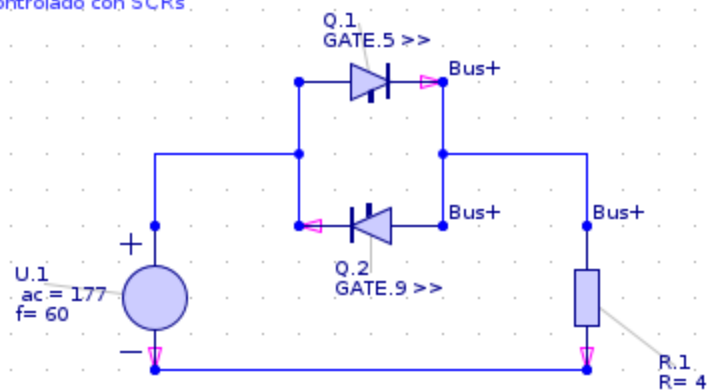 ontrolado con SCRs
Q.1
GATE.5 >>
Bus+
Bus+
Bus+
Q.2
GATE.9 >>
+
U.1
ac = 177
f= 60
—
R.1
R= 4